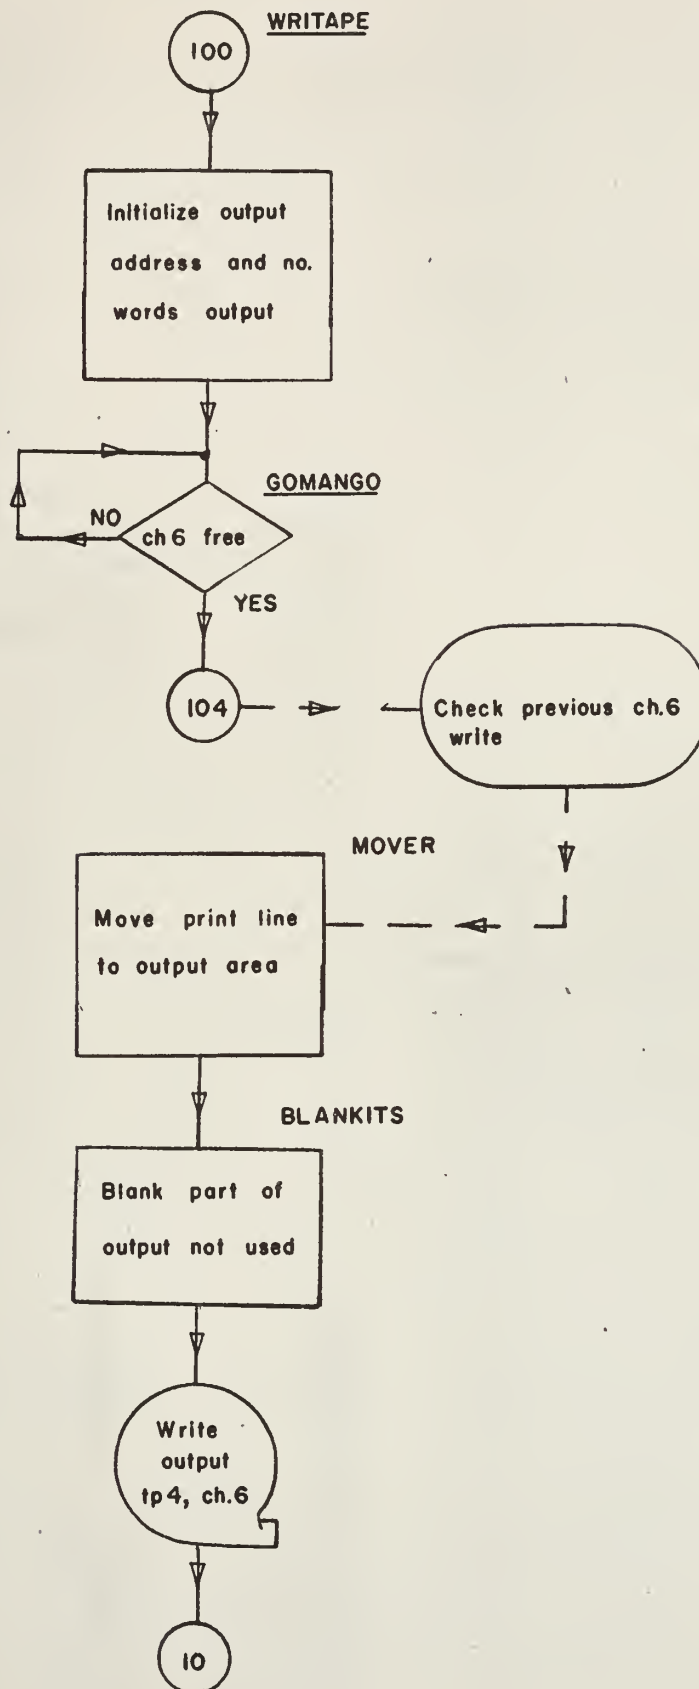 WRITAPE
100
Initialize output
address and no.
words output
GOMANGO
NO
ch 6 free
YES
104
Check previous ch.6
write
MOVER
Move print line
to output area
BLANKITS
Blank part of
output not used
Write
output
tp4, ch.6
10